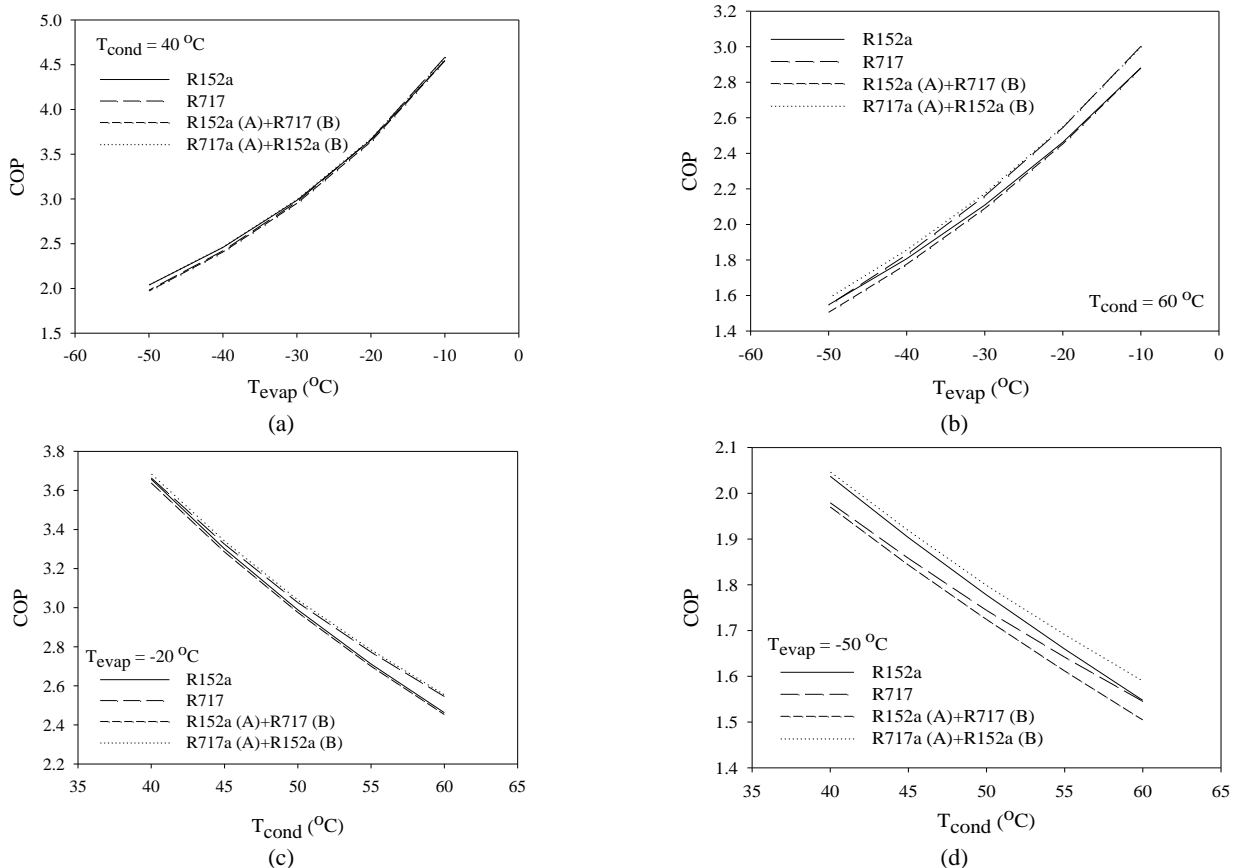 T_cond = 40 °C
R152a
R717
R152a (A)+R717 (B)
R717a (A)+R152a (B)
COP
5.0
4.5
4.0
3.5
3.0
2.5
2.0
1.5
-60 -50 -40 -30 -20 -10 0
T_evap (°C)
(a)
R152a
R717
R152a (A)+R717 (B)
R717a (A)+R152a (B)
T_cond = 60 °C
COP
3.2
3.0
2.8
2.6
2.4
2.2
2.0
1.8
1.6
1.4
-60 -50 -40 -30 -20 -10 0
T_evap (°C)
(b)
COP
3.8
3.6
3.4
3.2
3.0
2.8
2.6
2.4
2.2
T_evap = -20 °C
R152a
R717
R152a (A)+R717 (B)
R717a (A)+R152a (B)
35 40 45 50 55 60 65
T_cond (°C)
(c)
COP
2.1
2.0
1.9
1.8
1.7
1.6
1.5
1.4
T_evap = -50 °C
R152a
R717
R152a (A)+R717 (B)
R717a (A)+R152a (B)
35 40 45 50 55 60 65
T_cond (°C)
(d)